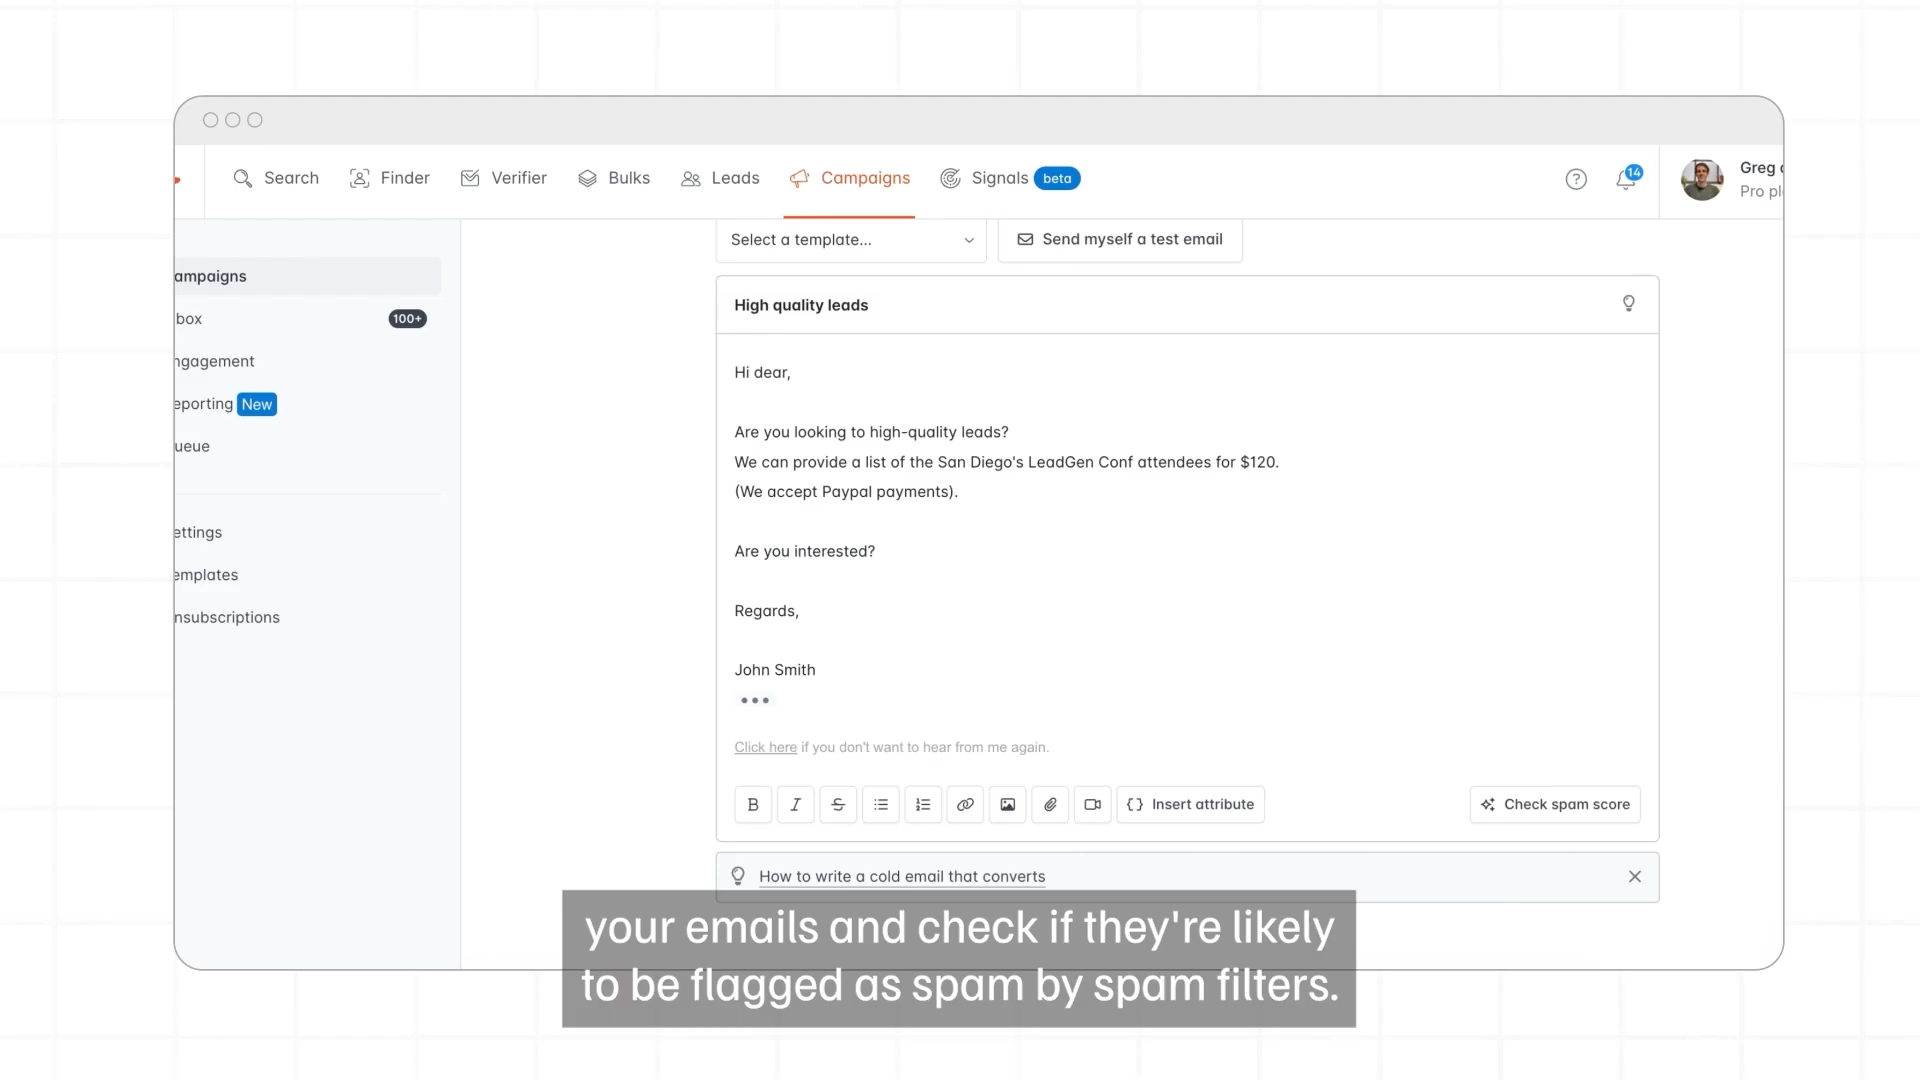 Search
Finder
Verifier
Bulks
Leads
Campaigns
Signals beta
14
Greg
Pro pl
ampaigns
box 100+
ngagement
eporting New
ueue
ettings
emplates
nsubscriptions
Select a template...
Send myself a test email
High quality leads
Hi dear,
Are you looking to high-quality leads?
We can provide a list of the San Diego's LeadGen Conf attendees for $120.
(We accept Paypal payments).
Are you interested?
Regards,
John Smith
Click here if you don't want to hear from me again.
B I S
Insert attribute
Check spam score
How to write a cold email that converts
your emails and check if they're likely
to be flagged as spam by spam filters.